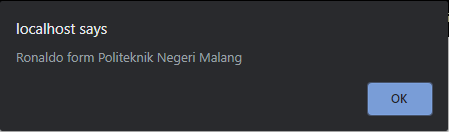 localhost says
Ronaldo form Politeknik Negeri Malang
OK